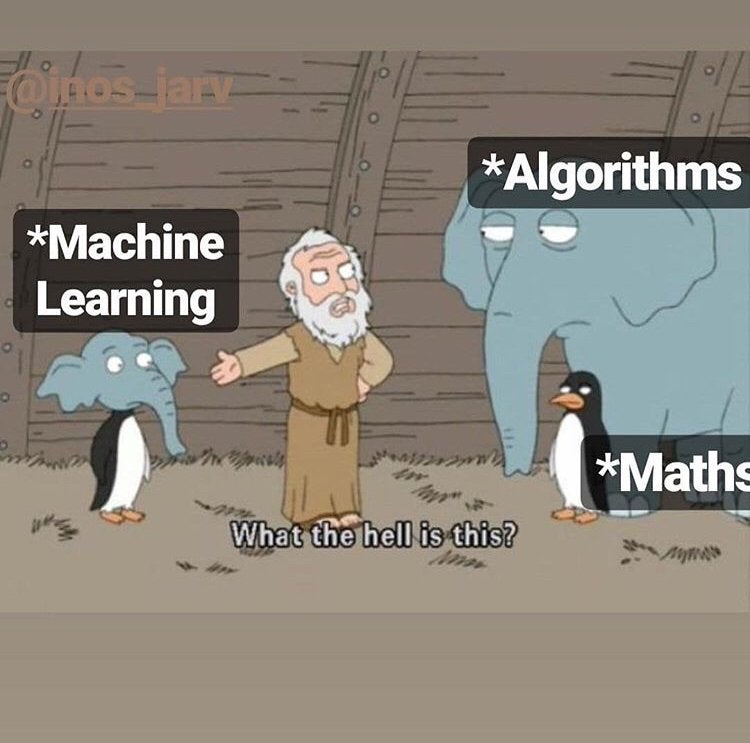 @inos_jarv
*Algorithms
*Machine
Learning
*Maths
What the hell is this?